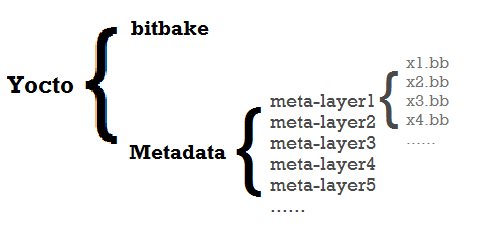 Yocto
bitbake
Metadata
meta-layer1
meta-layer2
meta-layer3
meta-layer4
meta-layer5
......
x1.bb
x2.bb
x3.bb
x4.bb
......